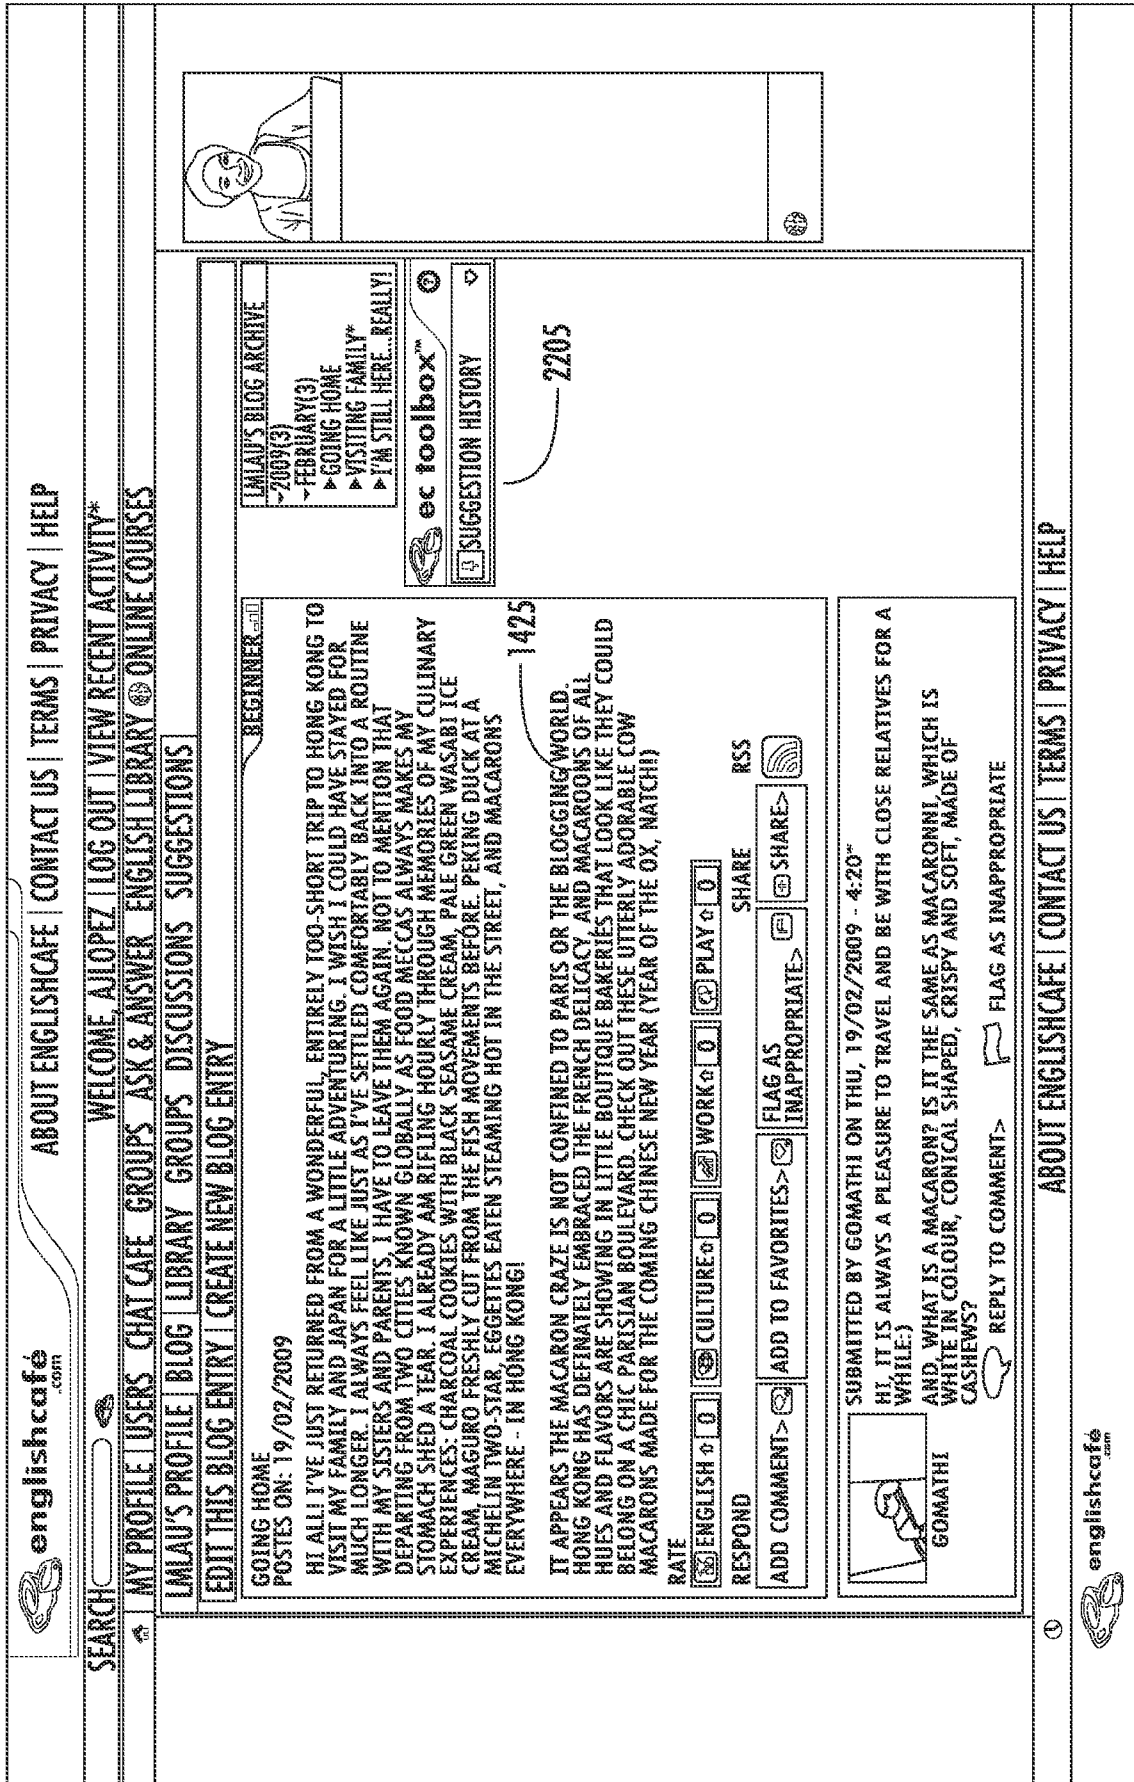 englishcafé
.com
ABOUT ENGLISHCAFE | CONTACT US | TERMS | PRIVACY | HELP
SEARCH
WELCOME, AJLOPEZ | LOG OUT | VIEW RECENT ACTIVITY*
MY PROFILE | USERS CHAT CAFE GROUPS ASK & ANSWER ENGLISH LIBRARY ONLINE COURSES
LMLAU'S PROFILE | BLOG | LIBRARY GROUPS DISCUSSIONS SUGGESTIONS
EDIT THIS BLOG ENTRY | CREATE NEW BLOG ENTRY
BEGINNER
GOING HOME
POSTES ON: 19/02/2009
HI ALL! I'VE JUST RETURNED FROM A WONDERFUL, ENTIRELY TOO-SHORT TRIP TO HONG KONG TO
VISIT MY FAMILY AND JAPAN FOR A LITTLE ADVENTURING. I WISH I COULD HAVE STAYED FOR
MUCH LONGER. I ALWAYS FEEL LIKE JUST AS I'VE SETTLED COMFORTABLY BACK INTO A ROUTINE
WITH MY SISTERS AND PARENTS, I HAVE TO LEAVE THEM AGAIN. NOT TO MENTION THAT
DEPARTING FROM TWO CITIES KNOWN GLOBALLY AS FOOD MECCAS ALWAYS MAKES MY
STOMACH SHED A TEAR. I ALREADY AM RIFLING HOURLY THROUGH MEMORIES OF MY CULINARY
EXPERIENCES: CHARCOAL COOKIES WITH BLACK SEASAME CREAM, PALE GREEN WASABI ICE
CREAM, MAGURO FRESHLY CUT FROM THE FISH MOVEMENTS BEFORE. PEKING DUCK AT A
MICHELIN TWO-STAR, EGGETTES EATEN STEAMING HOT IN THE STREET, AND MACARONS
EVERYWHERE - IN HONG KONG!
1425
IT APPEARS THE MACARON CRAZE IS NOT CONFINED TO PARIS OR THE BLOGGING WORLD.
HONG KONG HAS DEFINATELY EMBRACED THE FRENCH DELICACY, AND MACAROONS OF ALL
HUES AND FLAVORS ARE SHOWING IN LITTLE BOUTIQUE BAKERIES THAT LOOK LIKE THEY COULD
BELONG ON A CHIC PARISIAN BOULEVARD. CHECK OUT THESE UTTERLY ADORABLE COW
MACARONS MADE FOR THE COMING CHINESE NEW YEAR (YEAR OF THE OX, NATCH!)
RATE
ENGLISH 0 CULTURE 0 WORK 0 PLAY 0
RESPOND SHARE RSS
ADD COMMENT> ADD TO FAVORITES> FLAG AS
INAPPROPRIATE> SHARE>
LMLAU'S BLOG ARCHIVE
2009(3)
FEBRUARY(3)
GOING HOME
VISITING FAMILY*
I'M STILL HERE...REALLY!
ec toolbox™ ?
SUGGESTION HISTORY
2205
GOMATHI
SUBMITTED BY GOMATHI ON THU, 19/02/2009 - 4:20*
HI, IT IS ALWAYS A PLEASURE TO TRAVEL AND BE WITH CLOSE RELATIVES FOR A
WHILE:)
AND, WHAT IS A MACARON? IS IT THE SAME AS MACARONNI, WHICH IS
WHITE IN COLOUR, CONICAL SHAPED, CRISPY AND SOFT, MADE OF
CASHEWS?
REPLY TO COMMENT> FLAG AS INAPPROPRIATE
ABOUT ENGLISHCAFE | CONTACT US | TERMS | PRIVACY | HELP
englishcafé
.com